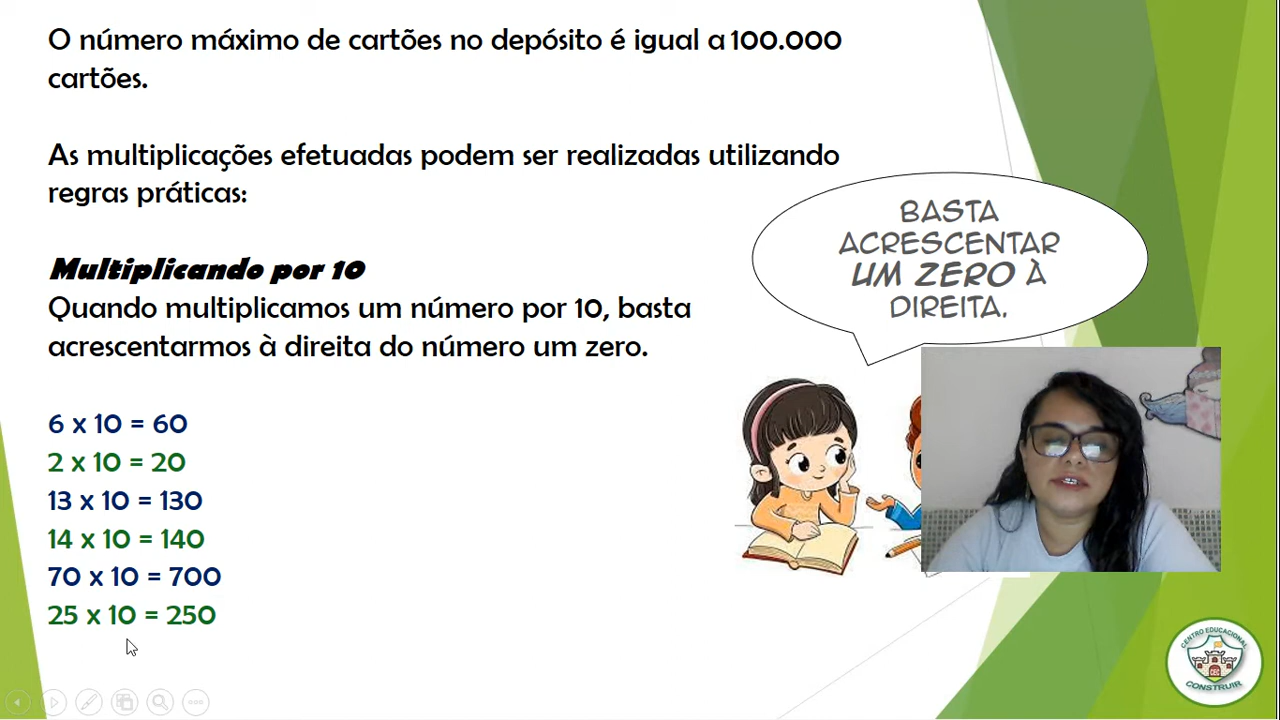 O número máximo de cartões no depósito é igual a 100.000
cartões.
As multiplicações efetuadas podem ser realizadas utilizando
regras práticas:
Multiplicando por 10
Quando multiplicamos um número por 10, basta
acrescentarmos à direita do número um zero.
6 x 10 = 60
2 x 10 = 20
13 x 10 = 130
14 x 10 = 140
70 x 10 = 700
25 x 10 = 250
BASTA
ACRESCENTAR
UM ZERO À
DIREITA.
CENTRO EDUCACIONAL
CEC
CONSTRUIR